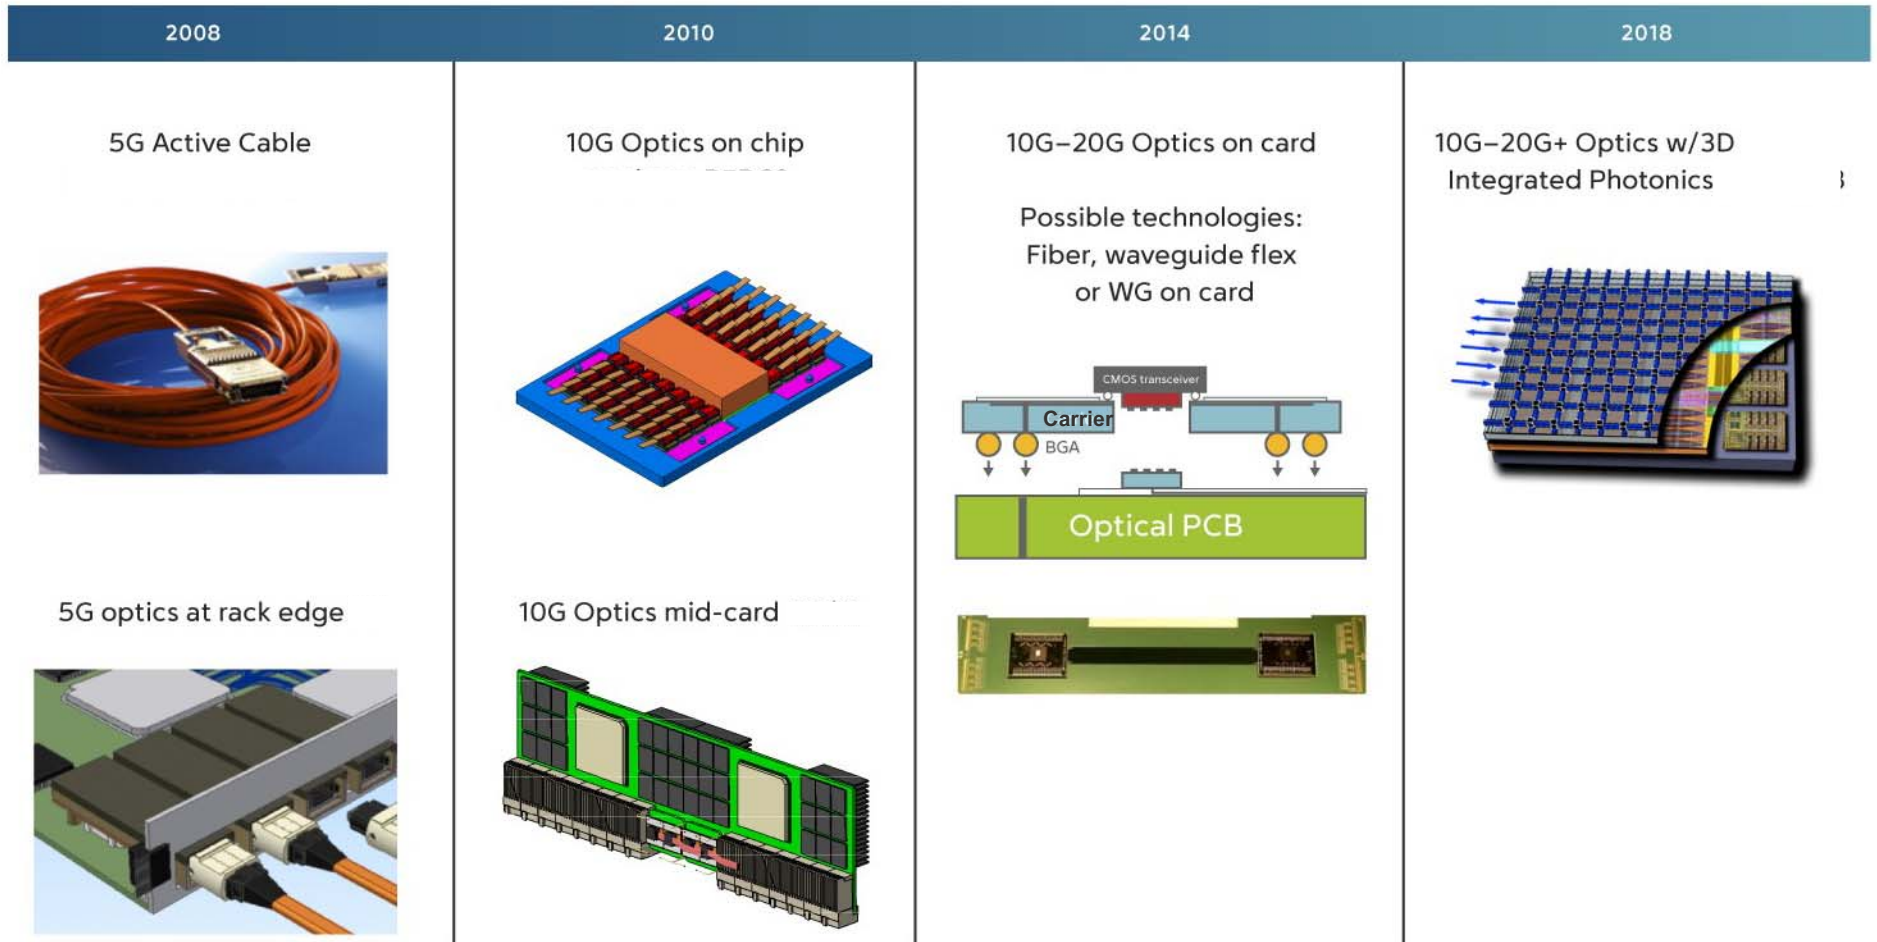 2008
2010
2014
2018
5G Active Cable
5G optics at rack edge
10G Optics on chip
10G Optics mid-card
10G–20G Optics on card
Possible technologies:
Fiber, waveguide flex
or WG on card
CMOS transceiver
Carrier
BGA
Optical PCB
10G–20G+ Optics w/3D
Integrated Photonics